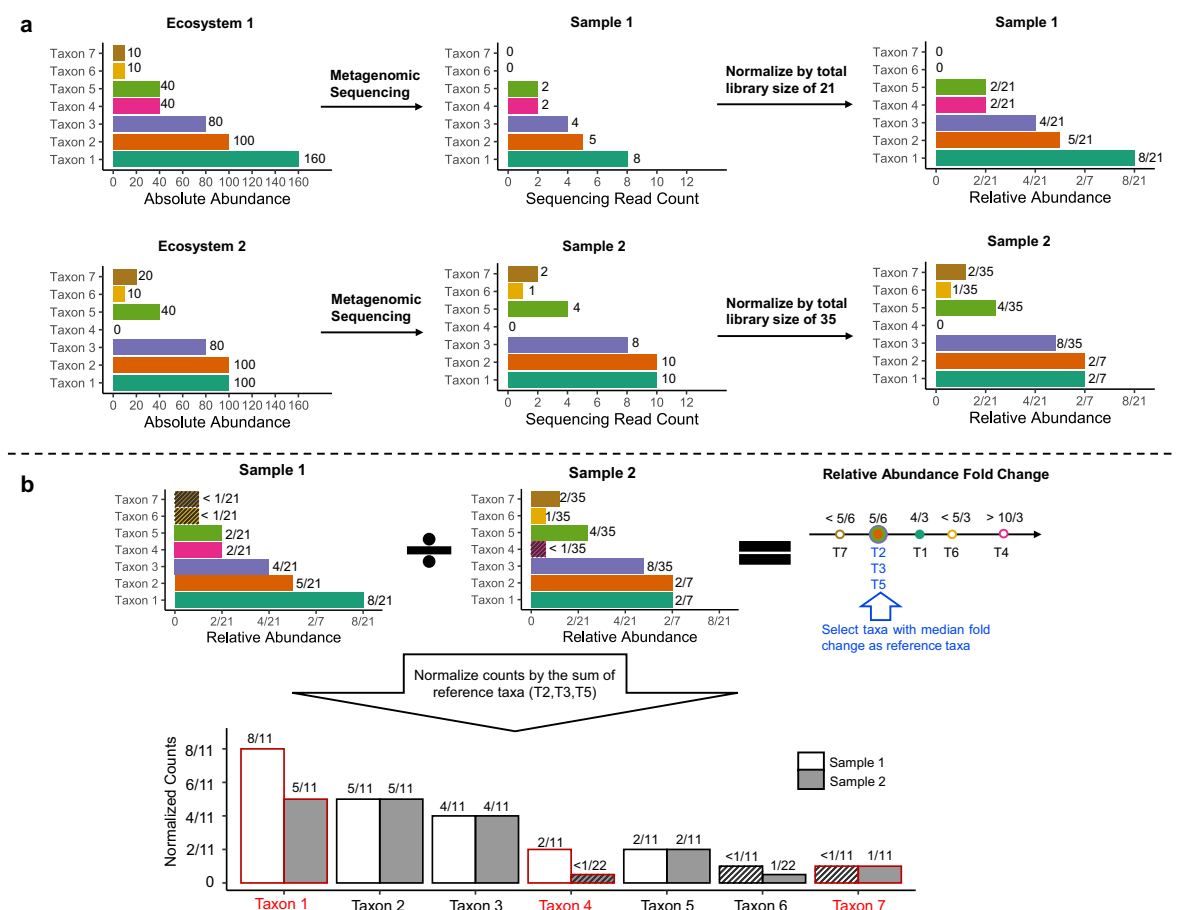 a
Ecosystem 1
Taxon 7
10
Taxon 6
10
Taxon 5
40
Taxon 4
40
Taxon 3
80
Taxon 2
100
Taxon 1
160
0 20 40 60 80 100 120 140 160
Absolute Abundance
Metagenomic
Sequencing
Sample 1
0
0
2
2
4
5
8
0 2 4 6 8 10 12
Sequencing Read Count
Normalize by total
library size of 21
Sample 1
Taxon 7
0
Taxon 6
0
Taxon 5
2/21
Taxon 4
2/21
Taxon 3
4/21
Taxon 2
5/21
Taxon 1
8/21
0 2/21 4/21 2/7 8/21
Relative Abundance
Ecosystem 2
Taxon 7
20
Taxon 6
10
Taxon 5
40
Taxon 4
0
Taxon 3
80
Taxon 2
100
Taxon 1
100
0 20 40 60 80 100 120 140 160
Absolute Abundance
Metagenomic
Sequencing
Sample 2
Taxon 7
2
Taxon 6
1
Taxon 5
4
Taxon 4
0
Taxon 3
8
Taxon 2
10
Taxon 1
10
0 2 4 6 8 10 12
Sequencing Read Count
Normalize by total
library size of 35
Sample 2
Taxon 7
2/35
Taxon 6
1/35
Taxon 5
4/35
Taxon 4
0
Taxon 3
8/35
Taxon 2
2/7
Taxon 1
2/7
0 2/21 4/21 2/7 8/21
Relative Abundance
b
Sample 1
Taxon 7
< 1/21
Taxon 6
< 1/21
Taxon 5
2/21
Taxon 4
2/21
Taxon 3
4/21
Taxon 2
5/21
Taxon 1
8/21
0 2/21 4/21 2/7 8/21
Relative Abundance
Sample 2
Taxon 7
2/35
Taxon 6
1/35
Taxon 5
4/35
Taxon 4
< 1/35
Taxon 3
8/35
Taxon 2
2/7
Taxon 1
2/7
0 2/21 4/21 2/7 8/21
Relative Abundance
Relative Abundance Fold Change
< 5/6 5/6 4/3 < 5/3 > 10/3
T7 T2 T1 T6 T4
T3
T5
Select taxa with median fold
change as reference taxa
Normalize counts by the sum of
reference taxa (T2,T3,T5)
Normalized Counts
8/11
6/11
4/11
2/11
0
8/11
5/11
5/11
5/11
4/11
4/11
2/11
<1/22
2/11
2/11
<1/11
1/22
<1/11
1/11
Sample 1
Sample 2
Taxon 1 Taxon 2 Taxon 3 Taxon 4 Taxon 5 Taxon 6 Taxon 7